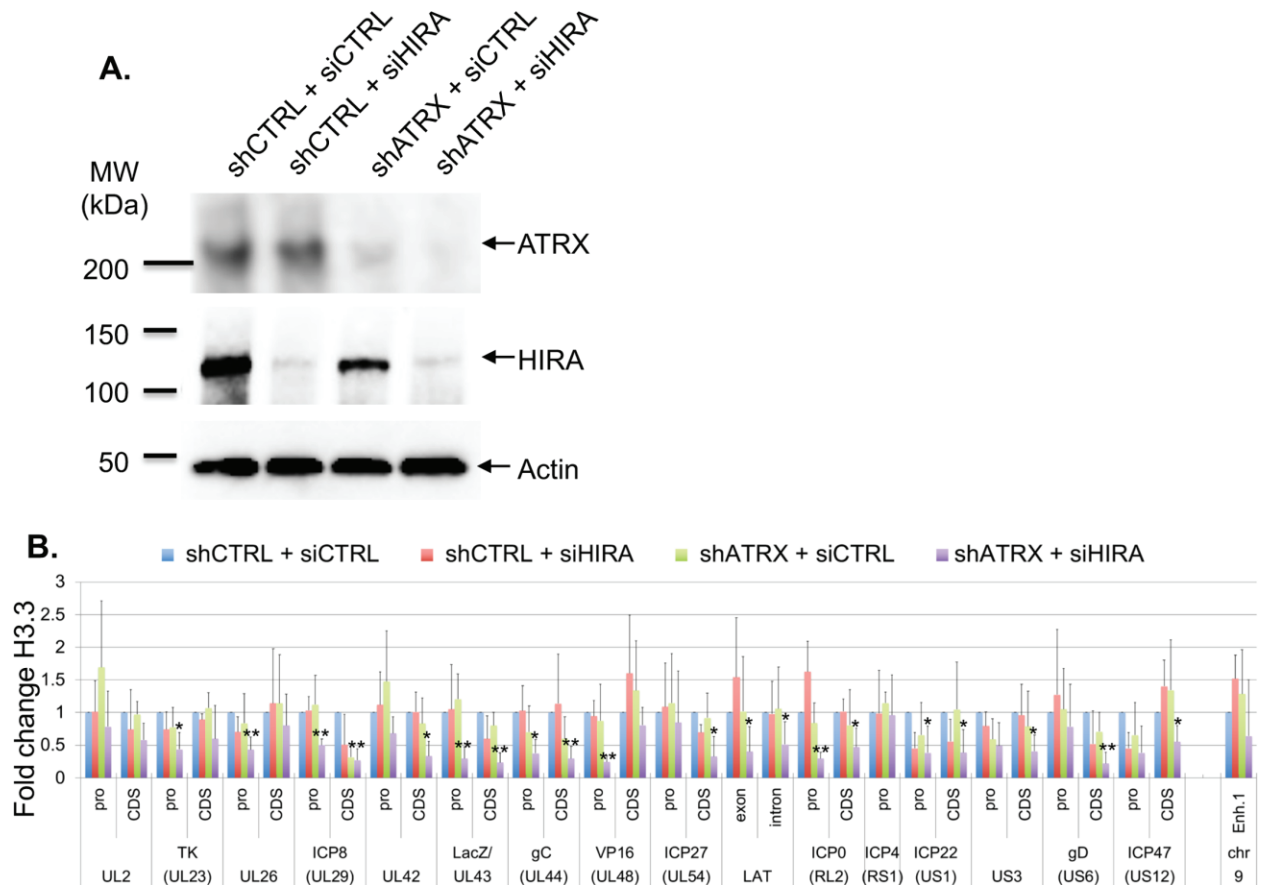 A.
shCTRL + siCTRL
shCTRL + siHIRA
shATRX + siCTRL
shATRX + siHIRA
MW
(kDa)
200
ATRX
150
HIRA
100
50
Actin
B.
shCTRL + siCTRL shCTRL + siHIRA shATRX + siCTRL shATRX + siHIRA
Fold change H3.3
3
2.5
2
1.5
1
0.5
0
* ** ** ** * ** ** * ** ** * * * ** * * * * ** *
pro CDS pro CDS pro CDS pro CDS pro CDS pro CDS pro CDS pro CDS pro CDS exon intron pro CDS pro pro CDS pro CDS pro CDS pro CDS Enh.1
TK ICP8 LacZ/ gC VP16 ICP27 ICP0 ICP4 ICP22 gD ICP47 chr
UL2 (UL23) UL26 (UL29) UL42 UL43 (UL44) (UL48) (UL54) LAT (RL2) (RS1) (US1) US3 (US6) (US12) 9